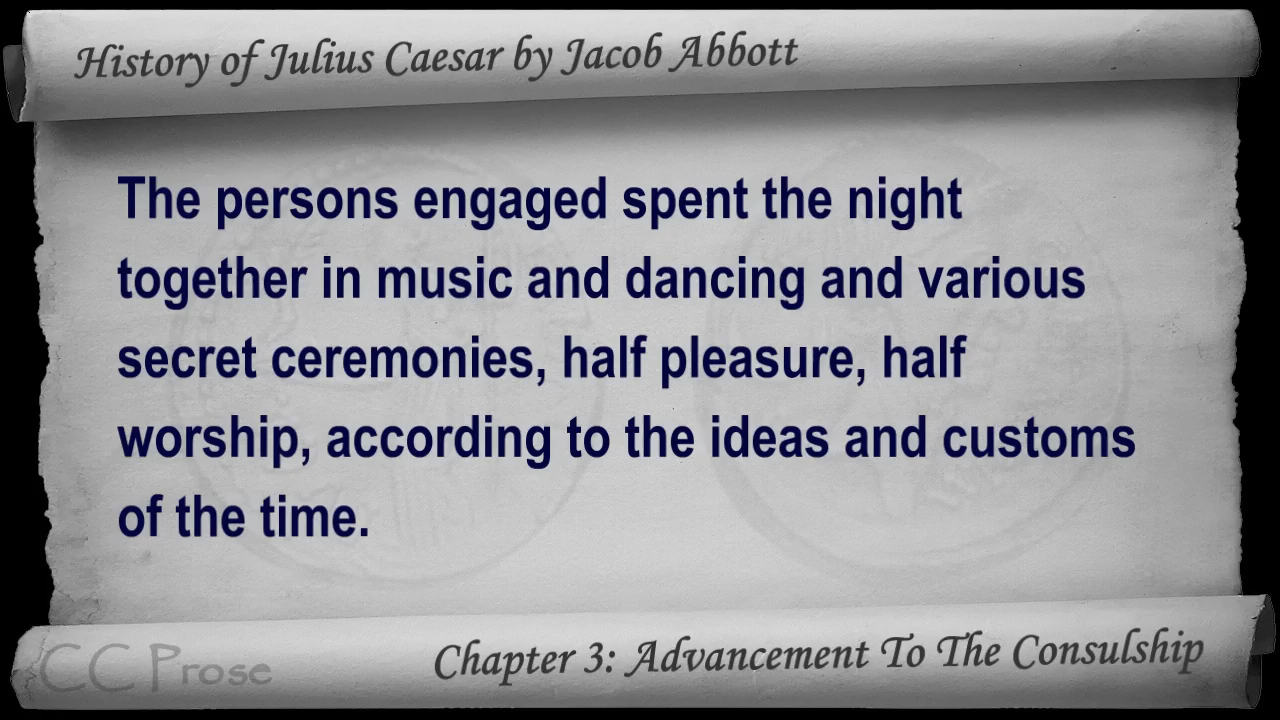 History of Julius Caesar by Jacob Abbott
The persons engaged spent the night
together in music and dancing and various
secret ceremonies, half pleasure, half
worship, according to the ideas and customs
of the time.
CC Prose
Chapter 3: Advancement To The Consulship